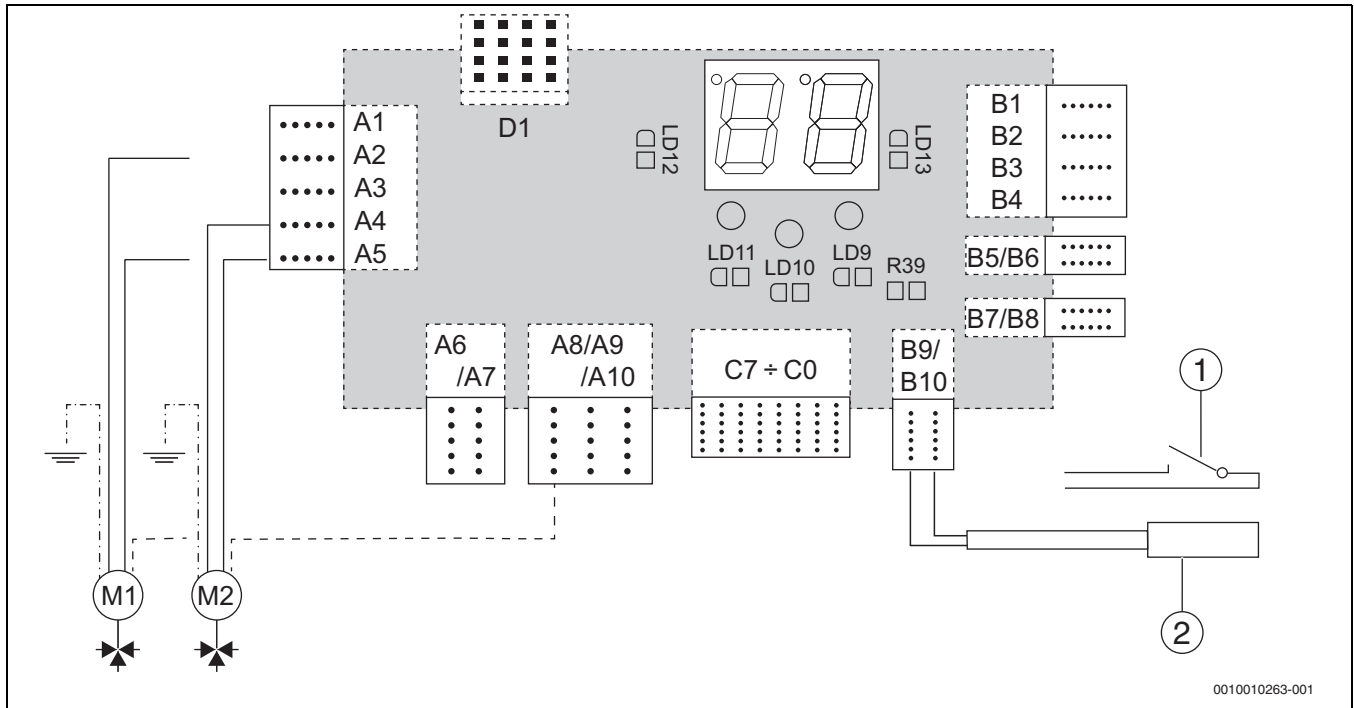 D1
A1
A2
A3
A4
A5
LD12
LD13
B1
B2
B3
B4
LD11
LD10
LD9
R39
B5/B6
B7/B8
A6
/A7
A8/A9
/A10
C7 ÷ C0
B9/
B10
1
M1
M2
2
0010010263-001